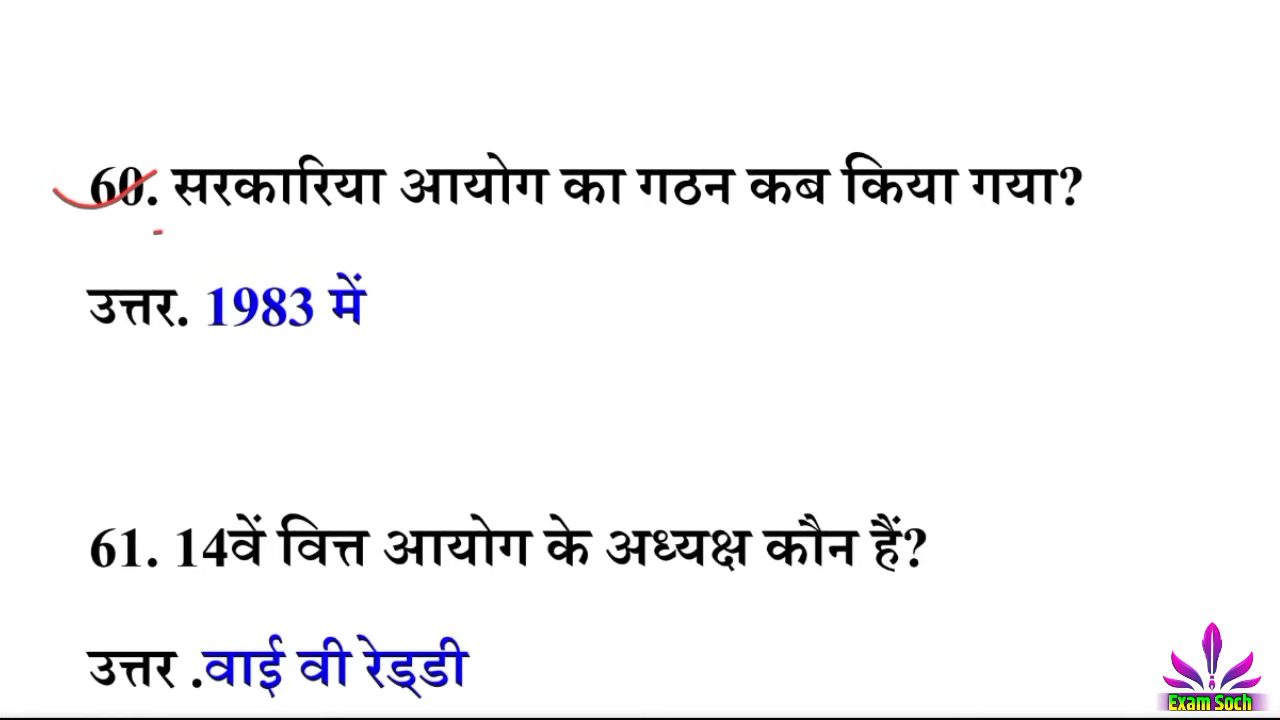 60. सरकारिया आयोग का गठन कब किया गया?
उत्तर. 1983 में
61. 14वें वित्त आयोग के अध्यक्ष कौन हैं?
उत्तर .वाई वी रेड्डी
Exam Soch